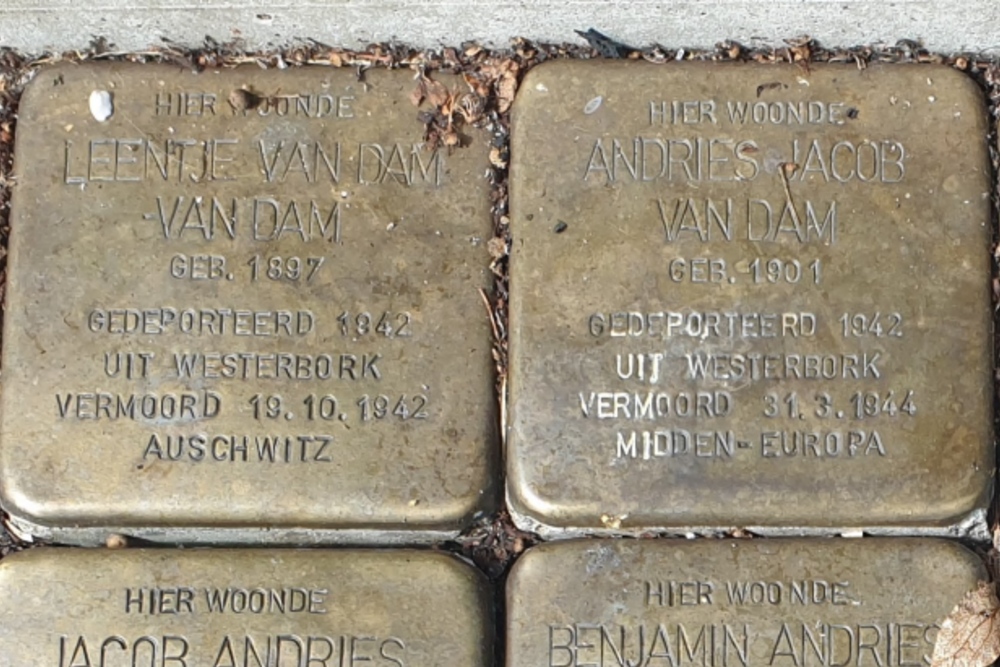 HIER WOONDE
LEENTJE VAN DAM
VAN DAM
GEB. 1897
GEDEPORTEERD 1942
UIT WESTERBORK
VERMOORD 19.10.1942
AUSCHWITZ
HIER WOONDE
ANDRIES JACOB
VAN DAM
GEB. 1901
GEDEPORTEERD 1942
UIT WESTERBORK
VERMOORD 31.3.1944
MIDDEN-EUROPA
HIER WOONDE
JACOB ANDRIES
HIER WOONDE
BENJAMIN ANDRIES